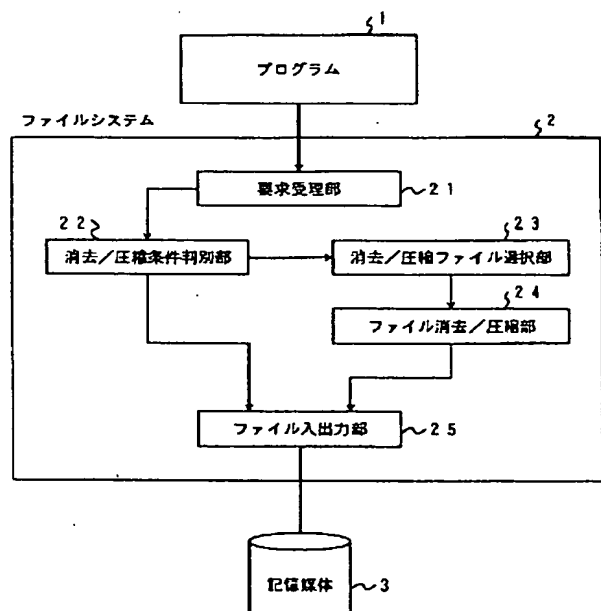 1
プログラム
ファイルシステム
2
要求受理部
21
22
消去/圧縮条件判別部
23
消去/圧縮ファイル選択部
24
ファイル消去/圧縮部
ファイル入出力部
25
記憶媒体
3